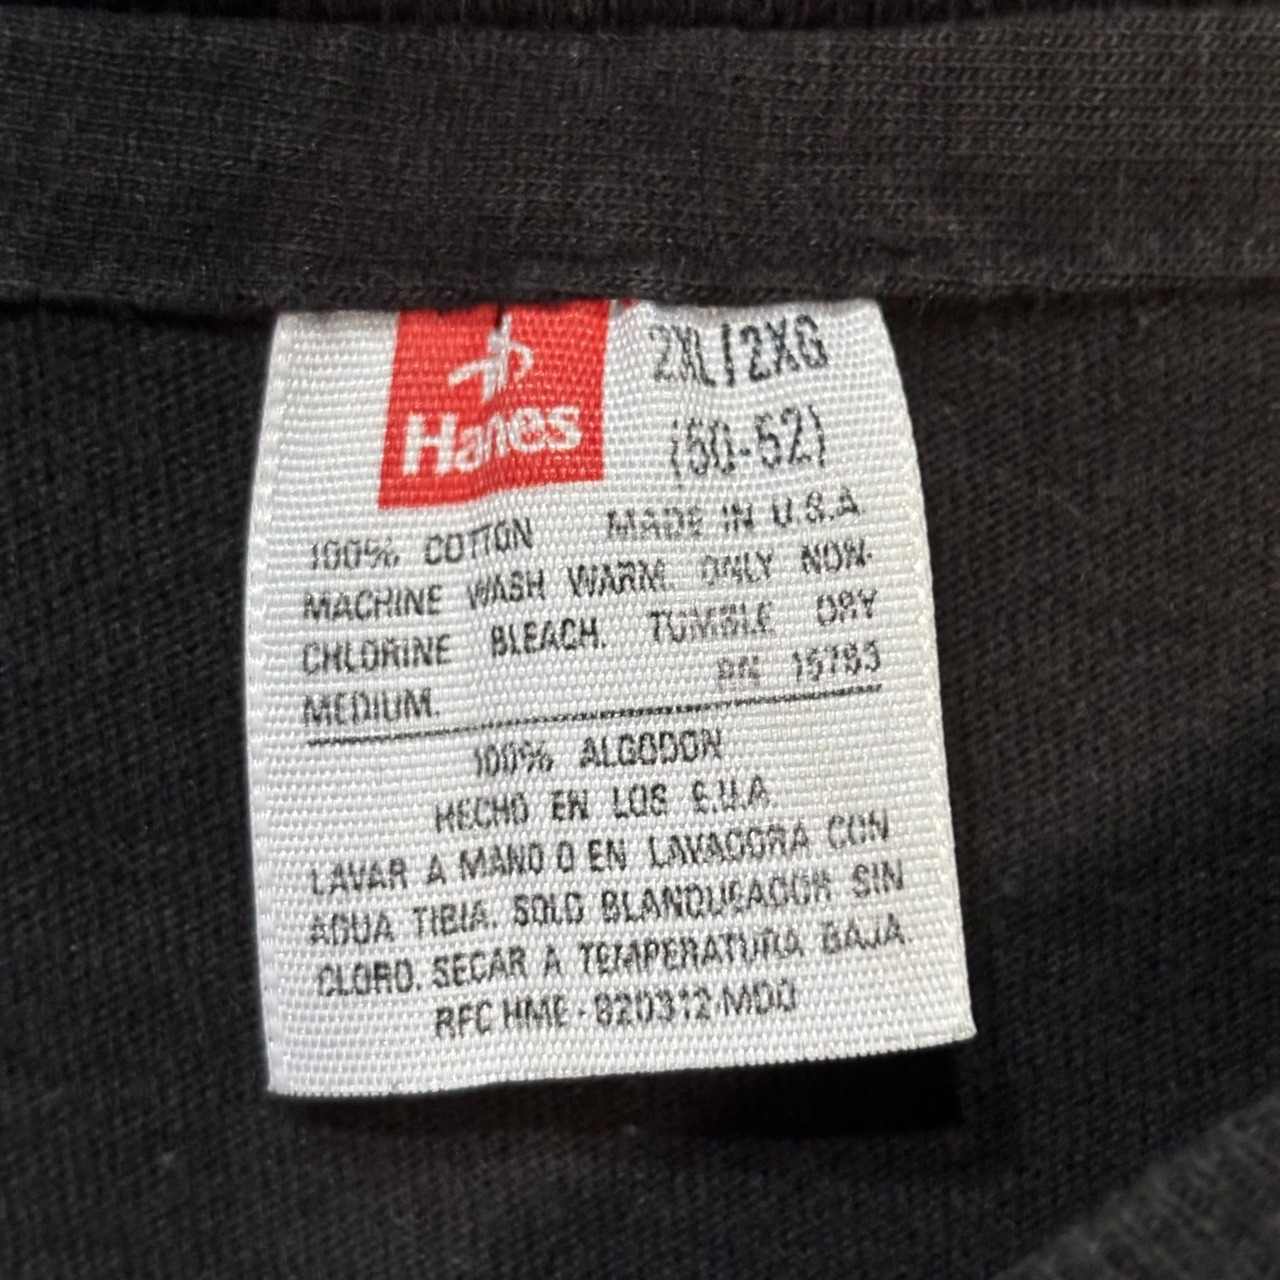 Hanes
2XL/2XG
(50-52)
100% COTTON MADE IN U.S.A
MACHINE WASH WARM. ONLY NON-
CHLORINE BLEACH. TUMBLE DRY
MEDIUM. RN 15763
100% ALGODON
HECHO EN LOS E.U.A.
LAVAR A MANO O EN LAVADORA CON
AGUA TIBIA. SOLO BLANQUEADOR SIN
CLORO. SECAR A TEMPERATURA BAJA.
RFC HME-820312-MD0